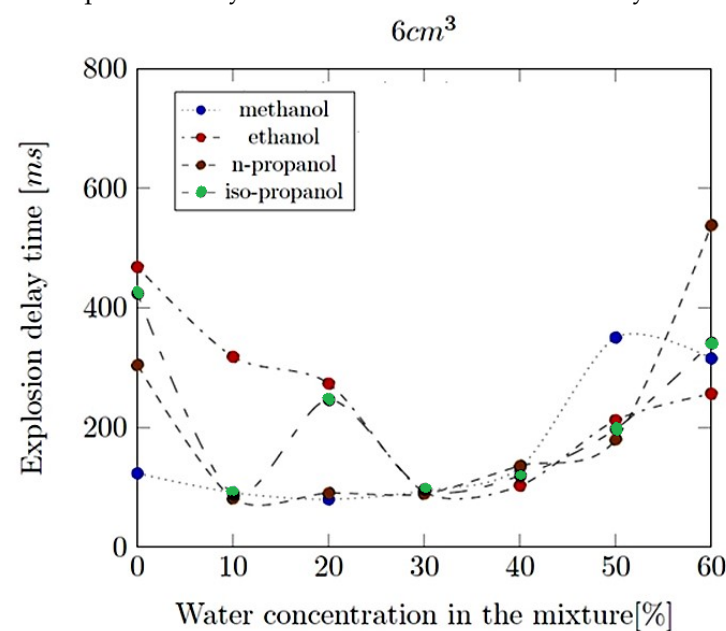 6cm³
800
600
400
200
0
Explosion delay time [ms]
methanol
ethanol
n-propanol
iso-propanol
0 10 20 30 40 50 60
Water concentration in the mixture[%]